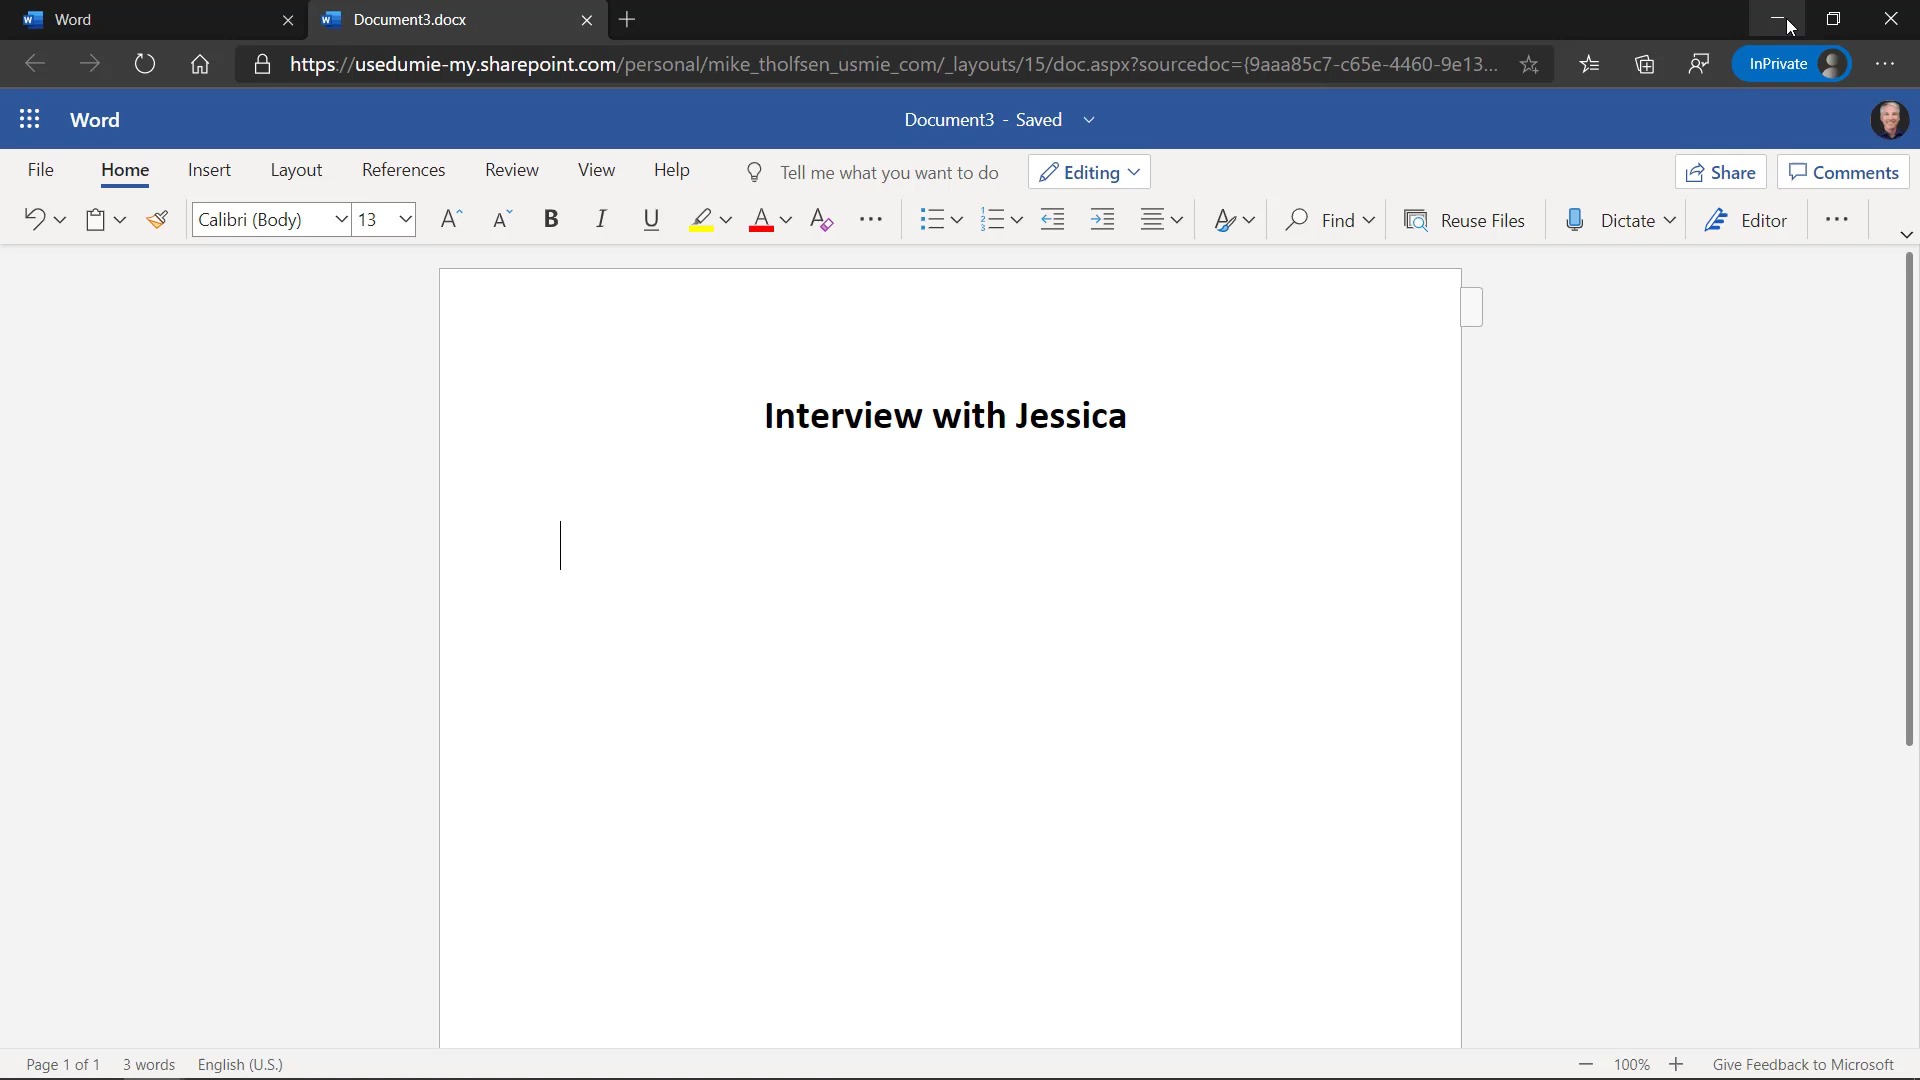 Word
Document3.docx
https://usedumie-my.sharepoint.com/personal/mike_tholfsen_usmie_com/_layouts/15/doc.aspx?sourcedoc={9aaa85c7-c65e-4460-9e13...
InPrivate
Word
Document3 - Saved
File Home Insert Layout References Review View Help Tell me what you want to do Editing Share Comments
Calibri (Body) 13 Find Reuse Files Dictate Editor
Interview with Jessica
Page 1 of 1 3 words English (U.S.) 100% Give Feedback to Microsoft